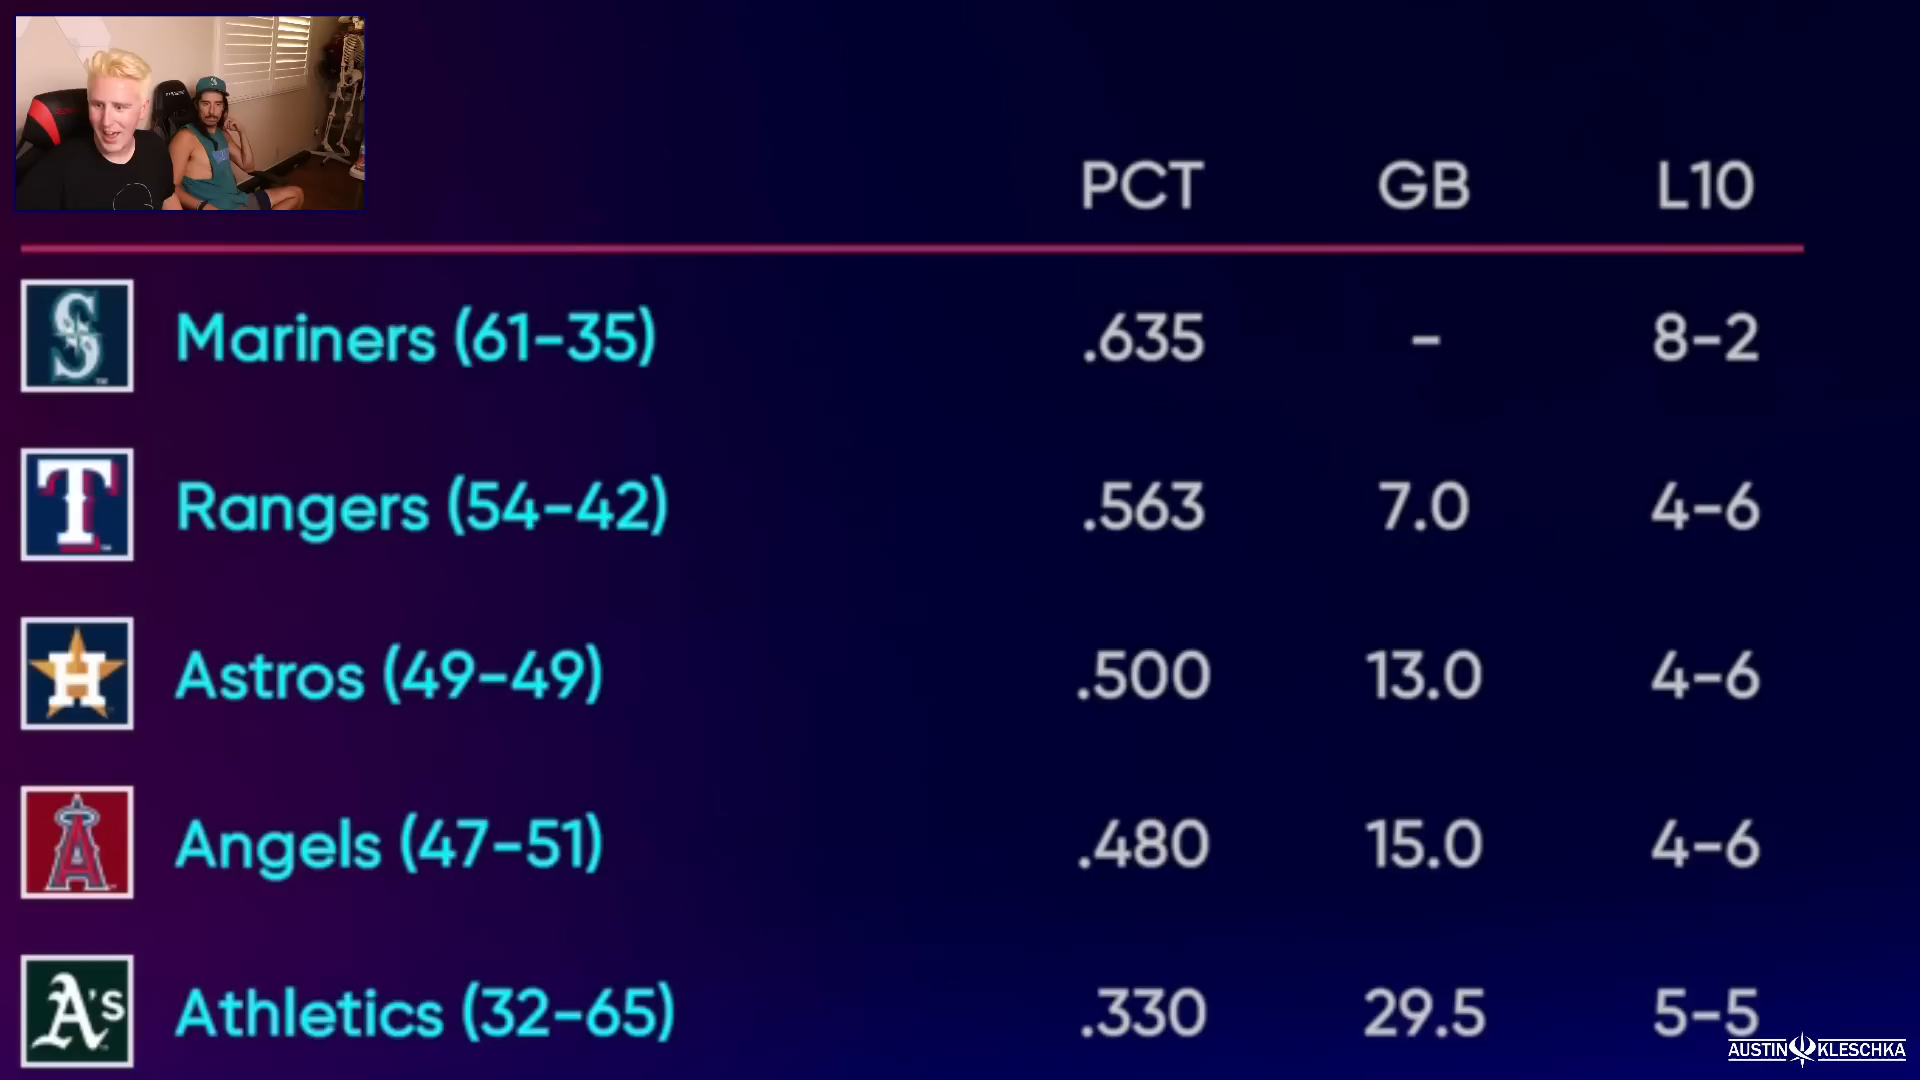 PCT GB L10
Mariners (61-35) .635 - 8-2
Rangers (54-42) .563 7.0 4-6
Astros (49-49) .500 13.0 4-6
Angels (47-51) .480 15.0 4-6
A's Athletics (32-65) .330 29.5 5-5
AUSTIN KLESCHKA